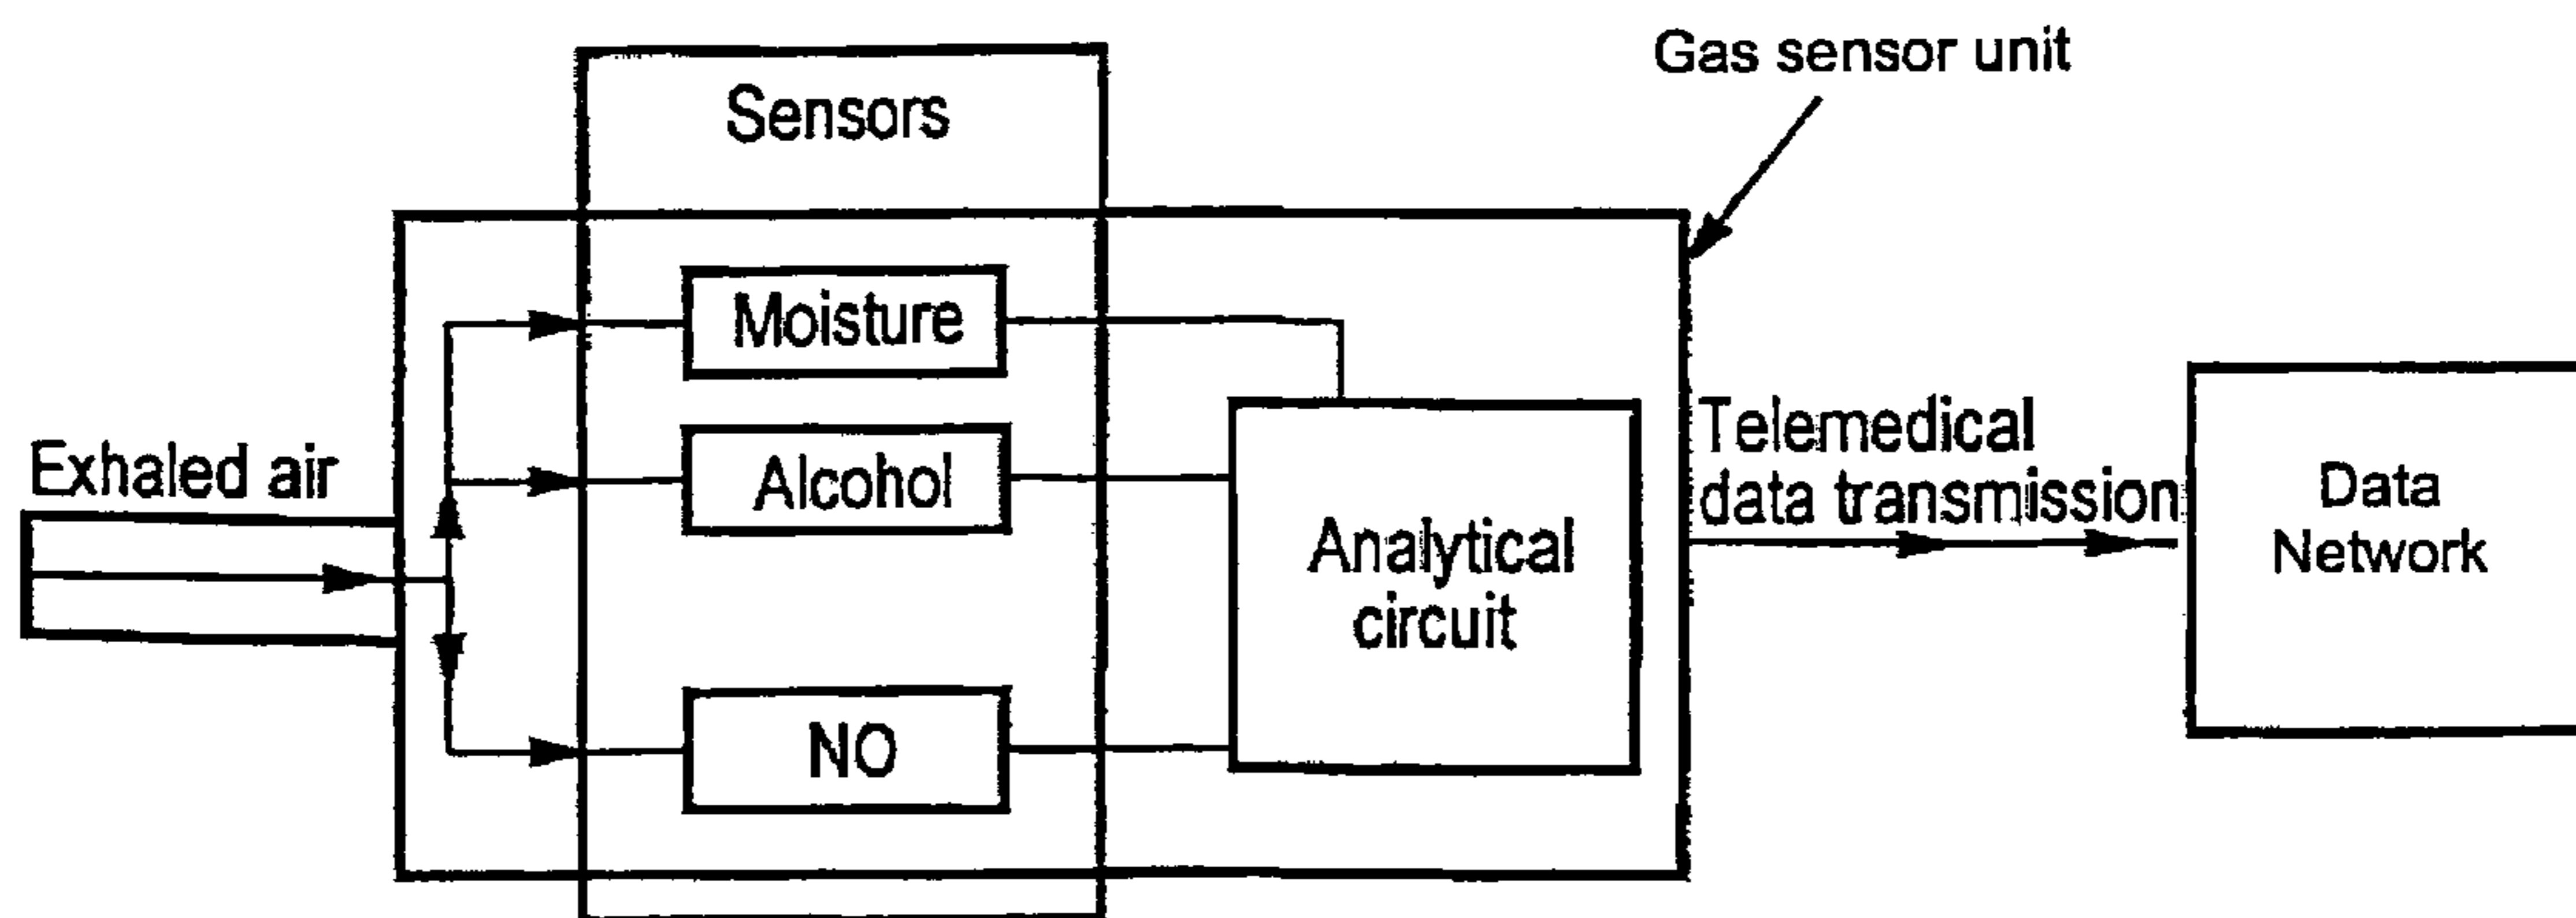 Gas sensor unit
Sensors
Moisture
Exhaled air
Alcohol
Telemedical
data transmission
Data
Network
Analytical
circuit
NO